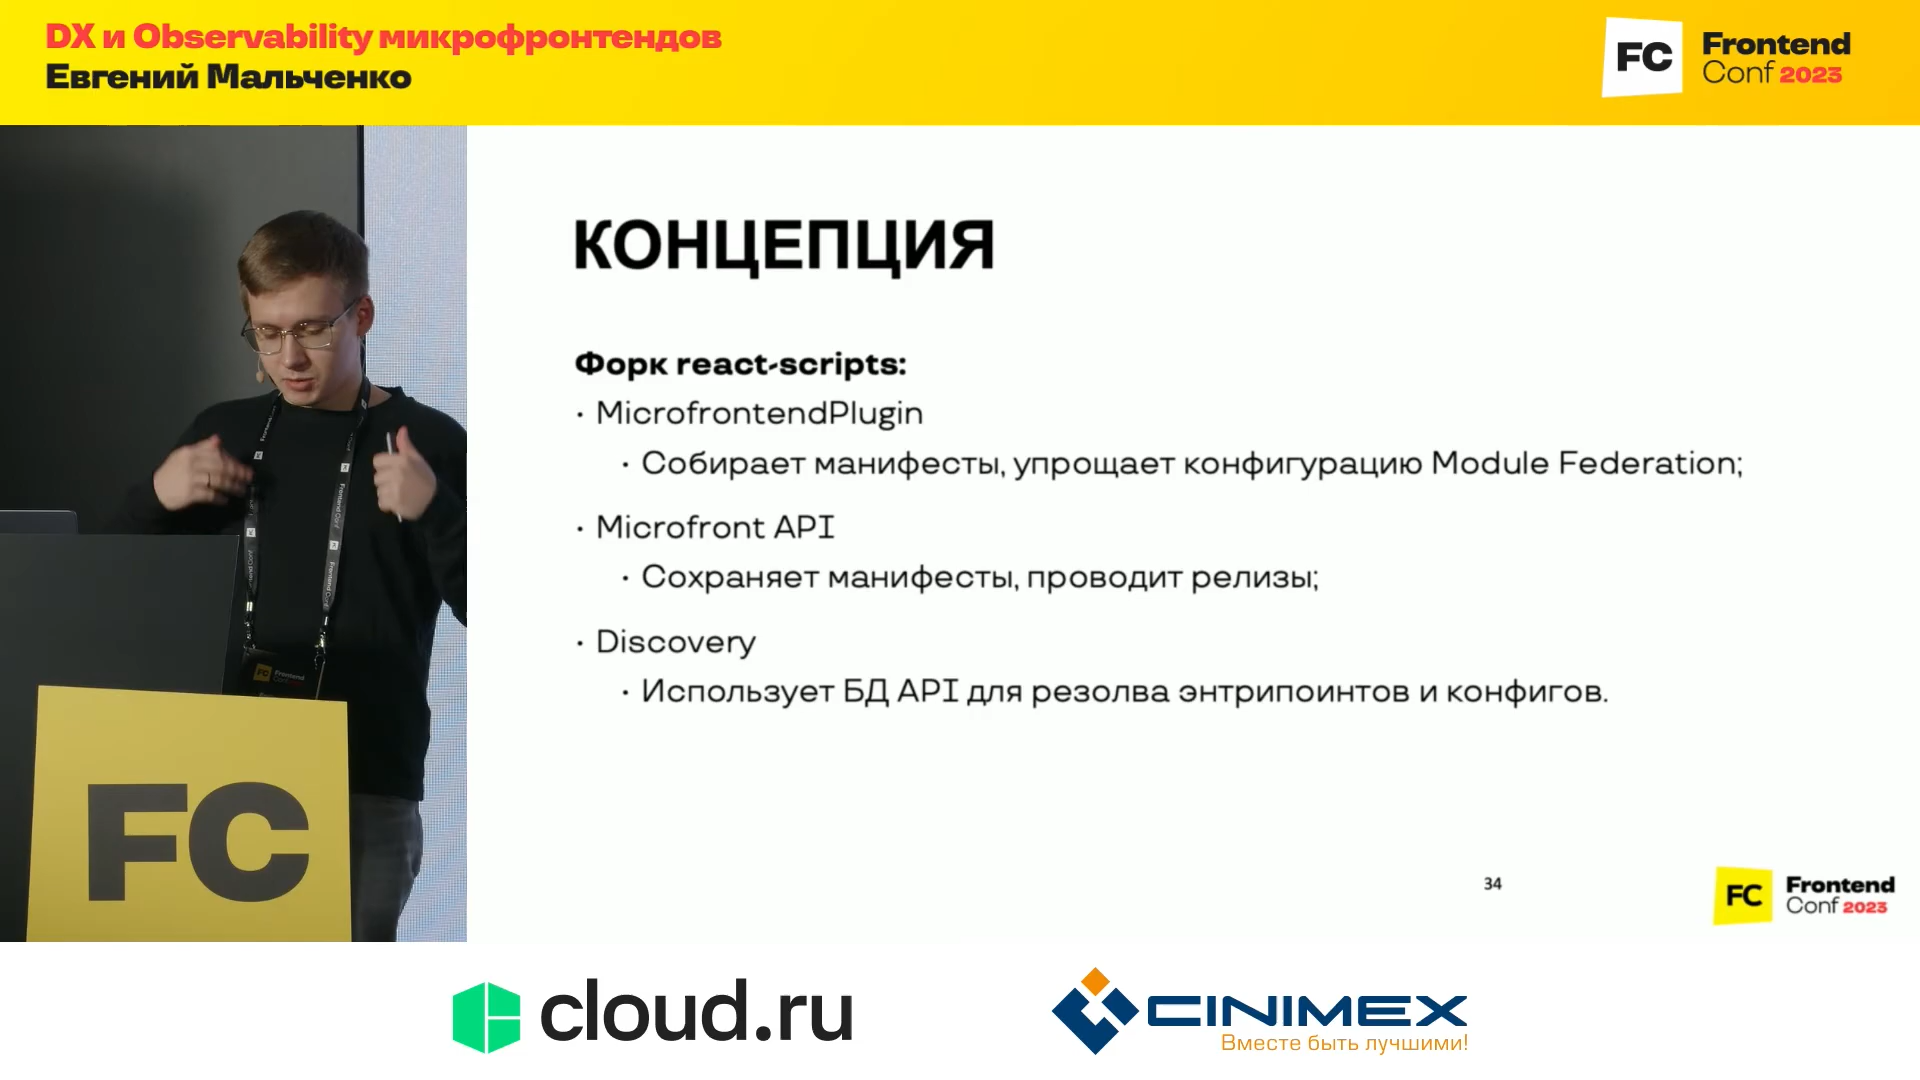 DX и Observability микрофронтендов
Евгений Мальченко
FC
Frontend
Conf 2023
КОНЦЕПЦИЯ
Форк react-scripts:
• MicrofrontendPlugin
• Собирает манифесты, упрощает конфигурацию Module Federation;
• Microfront API
• Сохраняет манифесты, проводит релизы;
• Discovery
• Использует БД API для резолва энтрипоинтов и конфигов.
34
FC
Frontend
Conf 2023
FC
cloud.ru
CINIMEX
Вместе быть лучшими!